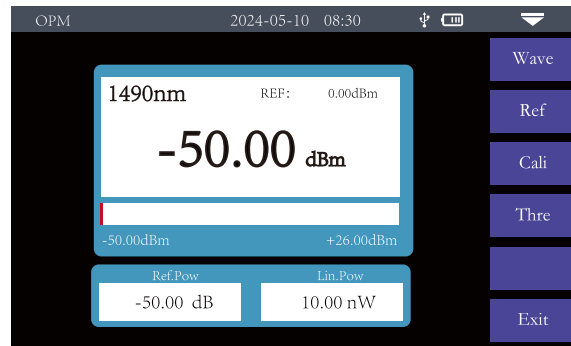 OPM 2024-05-10 08:30
Wave
1490nm REF: 0.00dBm
Ref
-50.00 dBm
Cali
Thre
-50.00dBm +26.00dBm
Ref.Pow Lin.Pow
-50.00 dB 10.00 nW
Exit